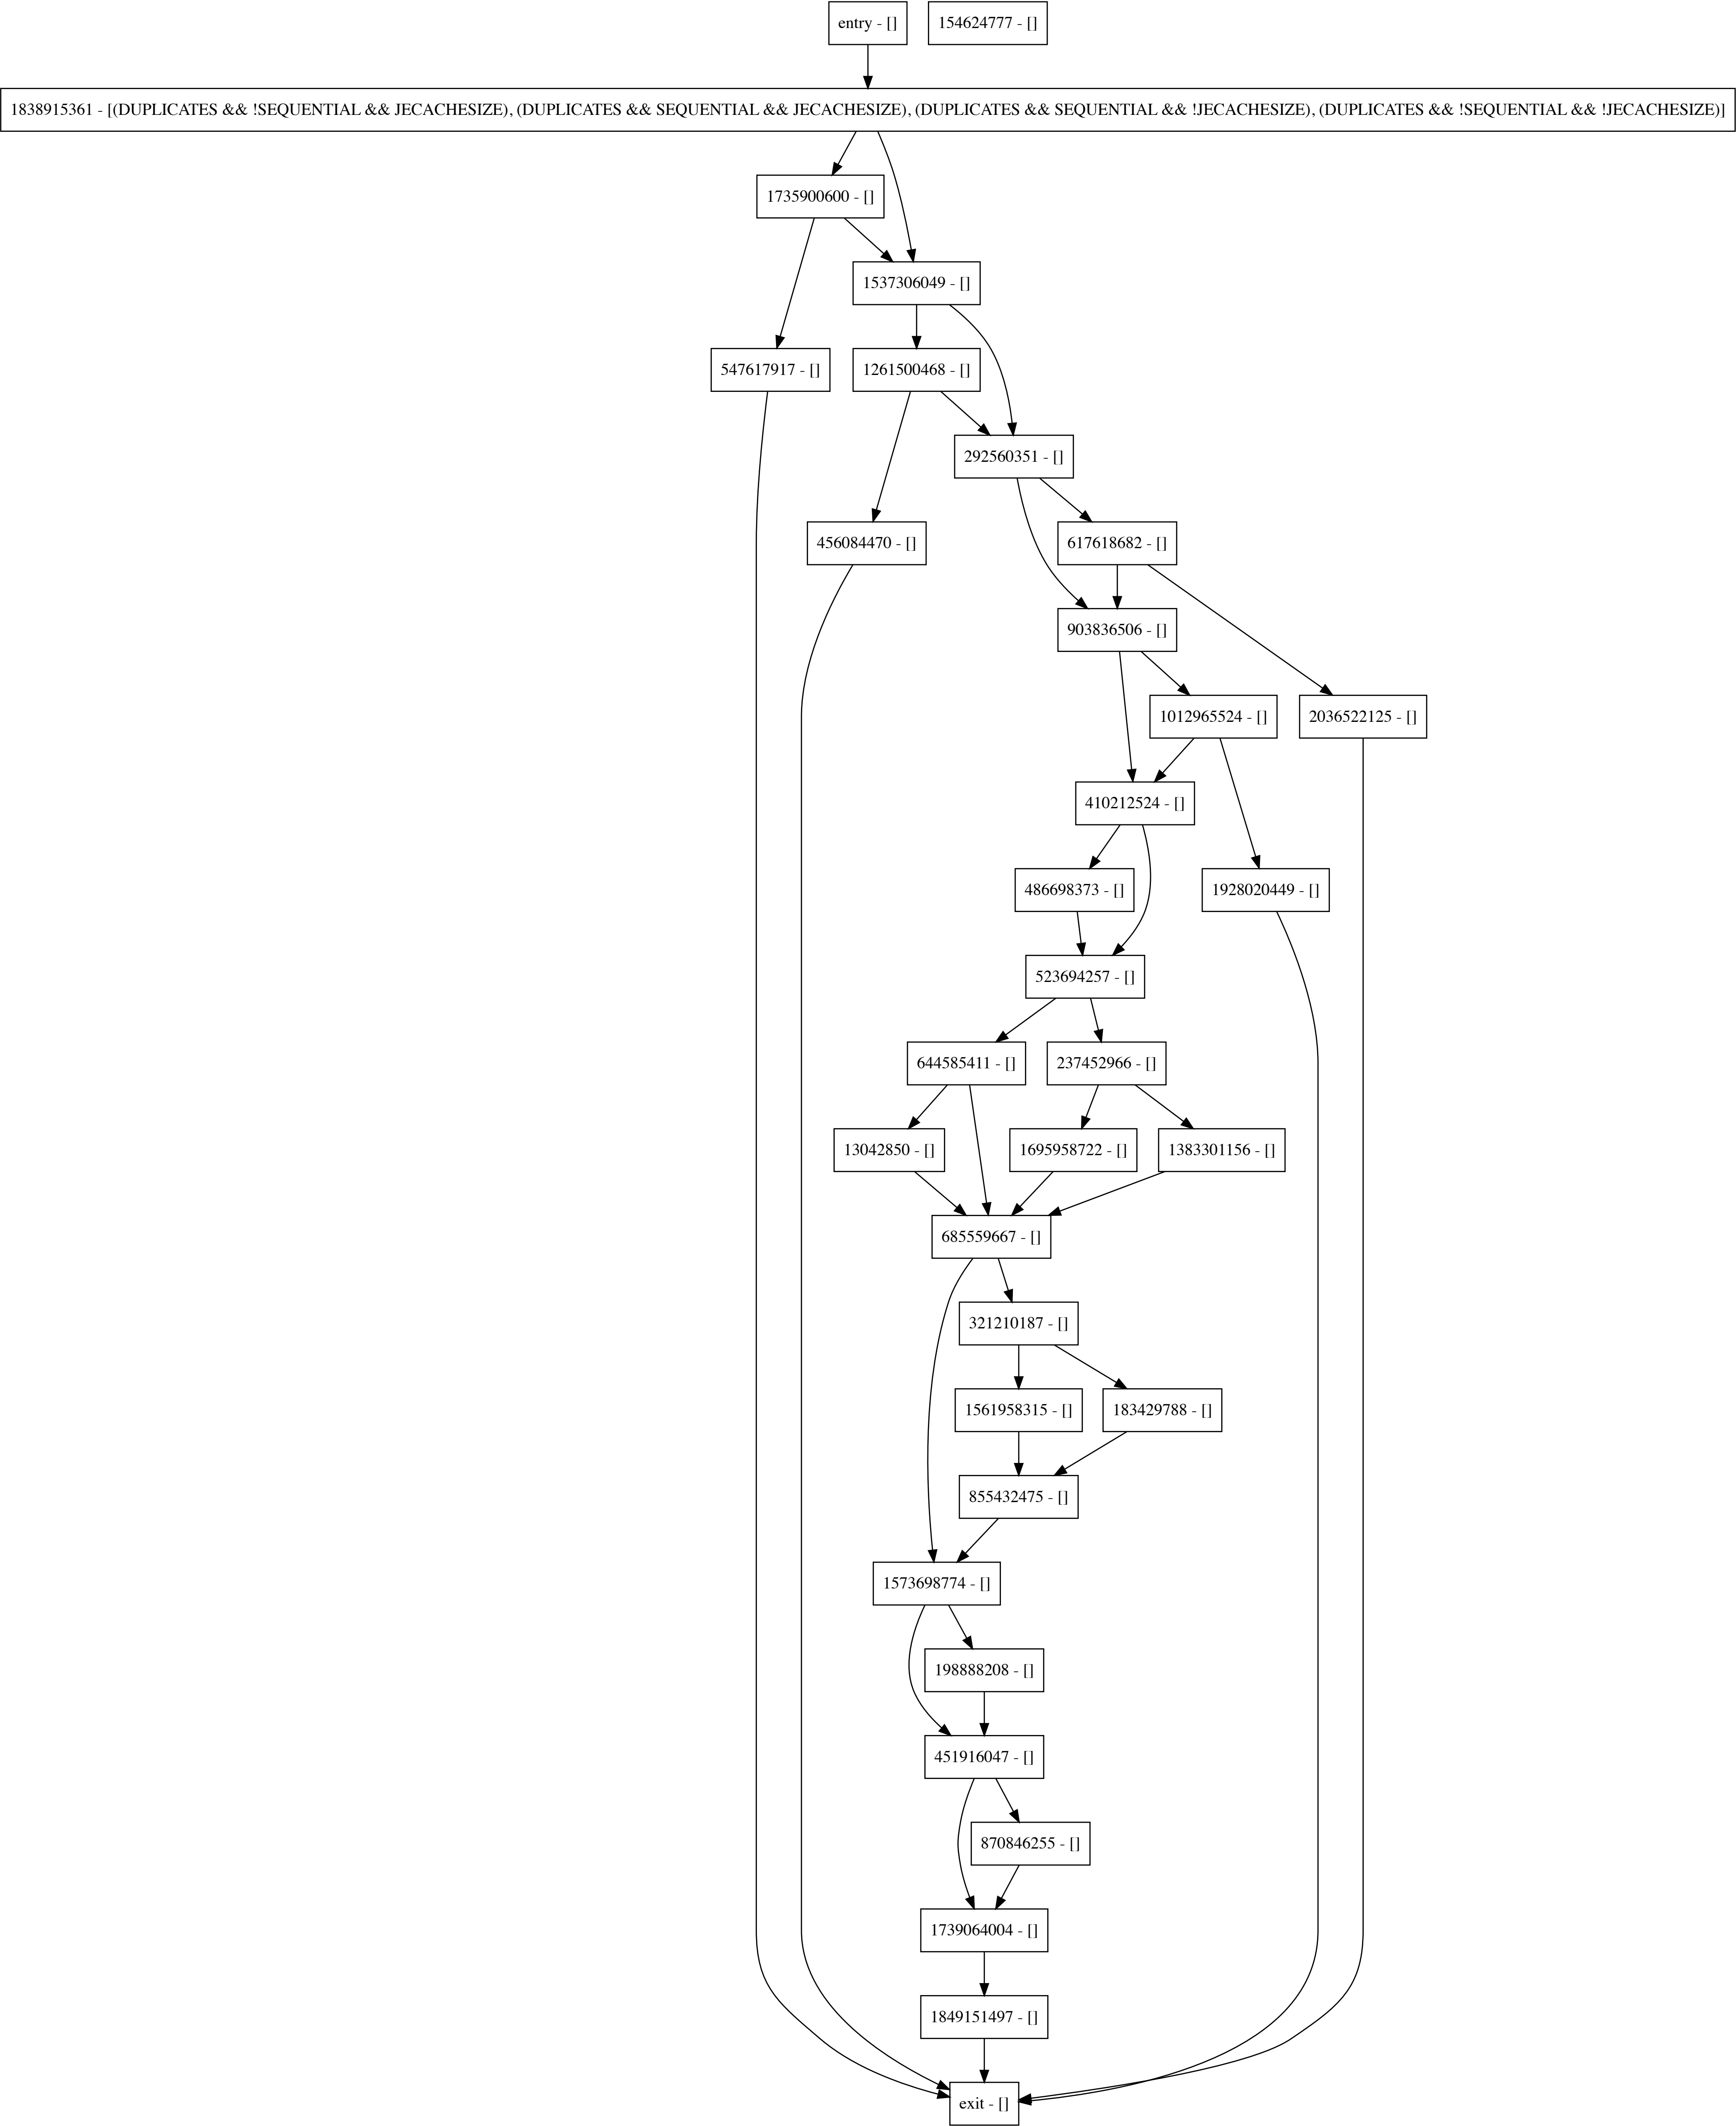 entry - []
154624777 - []
1838915361 - [(DUPLICATES && !SEQUENTIAL && JECACHESIZE), (DUPLICATES && SEQUENTIAL && JECACHESIZE), (DUPLICATES && SEQUENTIAL && !JECACHESIZE), (DUPLICATES && !SEQUENTIAL && !JECACHESIZE)]
1735900600 - []
1537306049 - []
547617917 - []
1261500468 - []
292560351 - []
456084470 - []
617618682 - []
903836506 - []
1012965524 - []
2036522125 - []
410212524 - []
486698373 - []
1928020449 - []
523694257 - []
644585411 - []
237452966 - []
13042850 - []
1695958722 - []
1383301156 - []
685559667 - []
321210187 - []
1561958315 - []
183429788 - []
855432475 - []
1573698774 - []
198888208 - []
451916047 - []
870846255 - []
1739064004 - []
1849151497 - []
exit - []